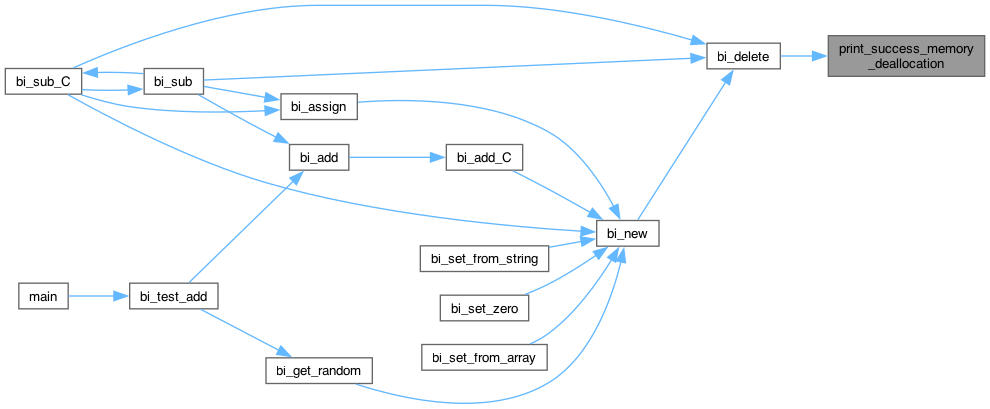 print_success_memory
_deallocation
bi_delete
bi_sub_C
bi_sub
bi_assign
bi_add
bi_add_C
bi_new
bi_set_from_string
main
bi_test_add
bi_set_zero
bi_set_from_array
bi_get_random